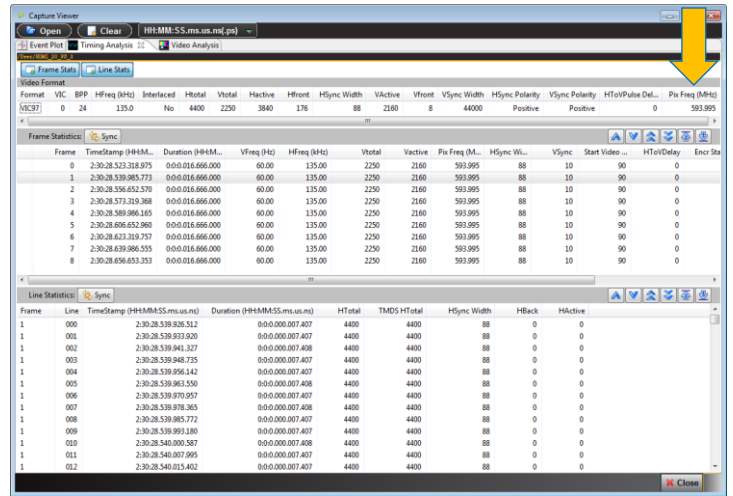 Capture Viewer
Open Clear HH:MM:SS.ms.us.ns(.ps)
Event Plot Timing Analysis Video Analysis
Frame Stats Line Stats
Video Format
Format VIC BPP HFreq (kHz) Interlaced Htotal Vtotal Hactive Hfront HSync Width VActive Vfront VSync Width HSync Polarity VSync Polarity HToVPulse Del... Pix Freq (MHz)
VIC97 0 24 135.0 No 4400 2250 3840 176 88 2160 8 44000 Positive Positive 0 593.995
Frame Statistics: Sync
Frame TimeStamp (HH:M... Duration (HH:M... VFreq (Hz) HFreq (kHz) Vtotal Vactive Pix Freq (M... HSync Wi... VSync Start Video ... HToVDelay Encr Sta
0 2:30:28.523.318.975 0:0:0.016.666.000 60.00 135.00 2250 2160 593.995 88 10 90 0
1 2:30:28.539.985.773 0:0:0.016.666.000 60.00 135.00 2250 2160 593.995 88 10 90 0
2 2:30:28.556.652.570 0:0:0.016.666.000 60.00 135.00 2250 2160 593.995 88 10 90 0
3 2:30:28.573.319.368 0:0:0.016.666.000 60.00 135.00 2250 2160 593.995 88 10 90 0
4 2:30:28.589.986.165 0:0:0.016.666.000 60.00 135.00 2250 2160 593.995 88 10 90 0
5 2:30:28.606.652.960 0:0:0.016.666.000 60.00 135.00 2250 2160 593.995 88 10 90 0
6 2:30:28.623.319.757 0:0:0.016.666.000 60.00 135.00 2250 2160 593.995 88 10 90 0
7 2:30:28.639.986.555 0:0:0.016.666.000 60.00 135.00 2250 2160 593.995 88 10 90 0
8 2:30:28.656.653.353 0:0:0.016.666.000 60.00 135.00 2250 2160 593.995 88 10 90 0
Line Statistics: Sync
Frame Line TimeStamp (HH:MM:SS.ms.us.ns) Duration (HH:MM:SS.ms.us.ns) HTotal TMDS HTotal HSync Width HBack HActive
1 000 2:30:28.539.926.512 0:0:0.000.007.407 4400 4400 88 0 0
1 001 2:30:28.539.933.920 0:0:0.000.007.407 4400 4400 88 0 0
1 002 2:30:28.539.941.327 0:0:0.000.007.408 4400 4400 88 0 0
1 003 2:30:28.539.948.735 0:0:0.000.007.407 4400 4400 88 0 0
1 004 2:30:28.539.956.142 0:0:0.000.007.408 4400 4400 88 0 0
1 005 2:30:28.539.963.550 0:0:0.000.007.408 4400 4400 88 0 0
1 006 2:30:28.539.970.957 0:0:0.000.007.407 4400 4400 88 0 0
1 007 2:30:28.539.978.365 0:0:0.000.007.408 4400 4400 88 0 0
1 008 2:30:28.539.985.772 0:0:0.000.007.407 4400 4400 88 0 0
1 009 2:30:28.539.993.180 0:0:0.000.007.407 4400 4400 88 0 0
1 010 2:30:28.540.000.587 0:0:0.000.007.408 4400 4400 88 0 0
1 011 2:30:28.540.007.995 0:0:0.000.007.407 4400 4400 88 0 0
1 012 2:30:28.540.015.402 0:0:0.000.007.407 4400 4400 88 0 0
Close